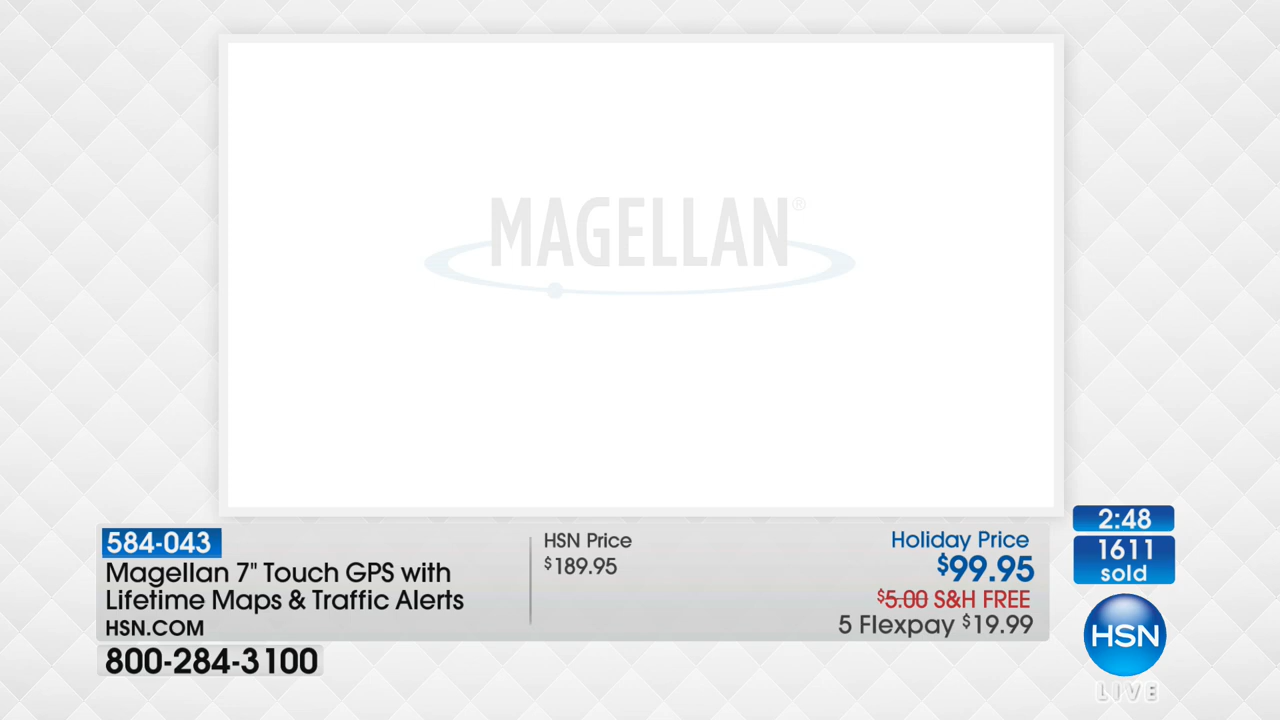 MAGELLAN®
584-043
Magellan 7" Touch GPS with
Lifetime Maps & Traffic Alerts
HSN.COM
800-284-3100
HSN Price
$189.95
Holiday Price
$99.95
$5.00 S&H FREE
5 Flexpay $19.99
2:48
1611
sold
HSN
LIVE